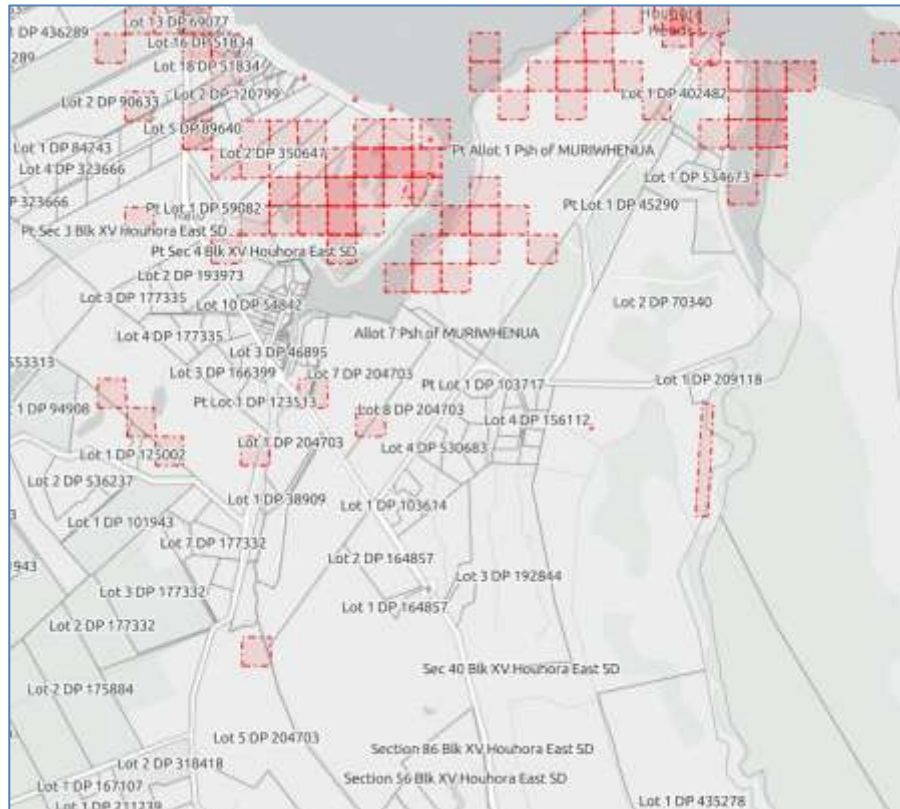 Lot 13 DP 69077
1 DP 436289
Lot 16 DP 51834
289
Lot 18 DP 51834
Houhora
Heads
Lot 2 DP 90633
Lot 2 DP 120799
Lot 1 DP 402482
Lot 5 DP 89640
Lot 1 DP 84243
Lot 2 DP 350647
Pt Allot 1 Psh of MURIWHENUA
Lot 4 DP 323666
Lot 1 DP 534673
P 323666
Pt Lot 1 DP 59082
Pt Lot 1 DP 45290
Pt Sec 3 Blk XV Houhora East SD
Pt Sec 4 Blk XV Houhora East SD
Lot 2 DP 193973
Lot 3 DP 177335
Lot 10 DP 54842
Lot 2 DP 70340
Lot 4 DP 177335
Allot 7 Psh of MURIWHENUA
Lot 3 DP 46895
553313
Lot 3 DP 166399
Lot 7 DP 204703
Pt Lot 1 DP 103717
Lot 1 DP 209118
1 DP 94908
Pt Lot 1 DP 123513
Lot 8 DP 204703
Lot 4 DP 156112
Lot 1 DP 204703
Lot 4 DP 530683
Lot 1 DP 125002
Lot 2 DP 536237
Lot 1 DP 38909
Lot 1 DP 103614
Lot 1 DP 101943
Lot 7 DP 177332
Lot 2 DP 164857
943
Lot 3 DP 192844
Lot 3 DP 177332
Lot 1 DP 164857
Lot 2 DP 177332
Sec 40 Blk XV Houhora East SD
Lot 2 DP 175884
Lot 5 DP 204703
Section 86 Blk XV Houhora East SD
Lot 2 DP 318418
Section 56 Blk XV Houhora East SD
Lot 1 DP 167107
Lot 1 DP 435278
Lot 1 DP 211239